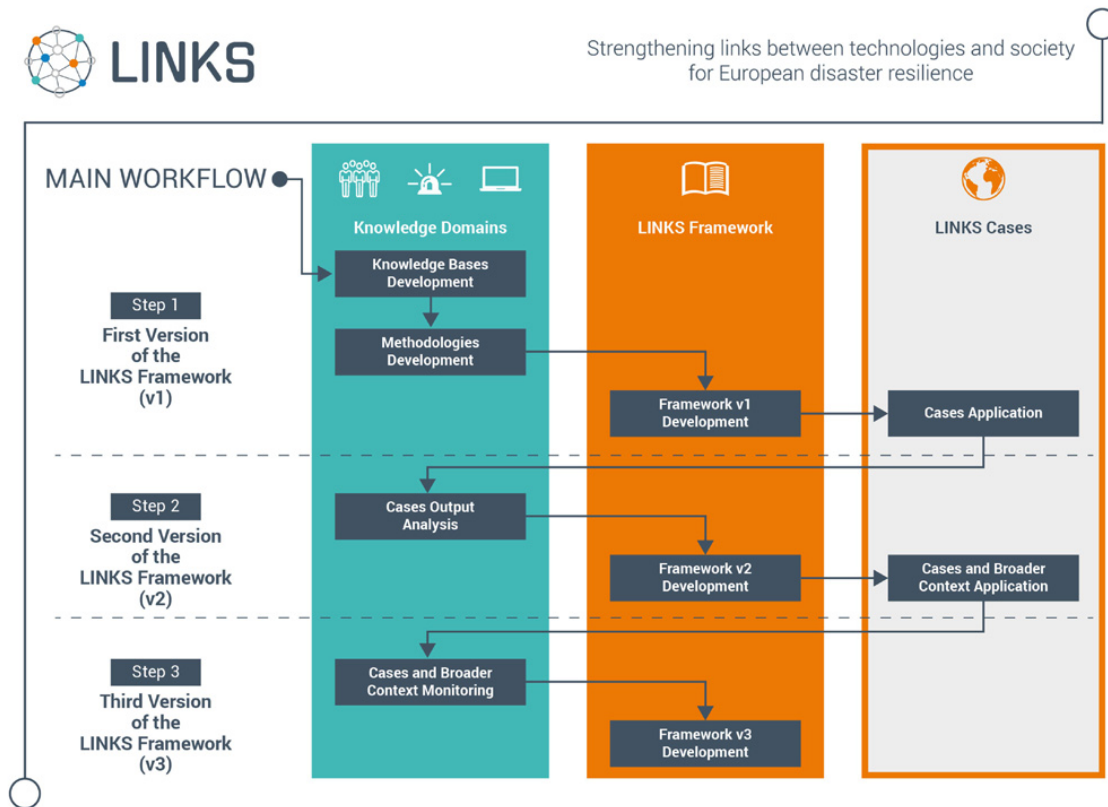 LINKS
Strengthening links between technologies and society
for European disaster resilience
MAIN WORKFLOW
Knowledge Domains
LINKS Framework
LINKS Cases
Step 1
First Version
of the
LINKS Framework
(v1)
Knowledge Bases
Development
Methodologies
Development
Framework v1
Development
Cases Application
Step 2
Second Version
of the
LINKS Framework
(v2)
Cases Output
Analysis
Framework v2
Development
Cases and Broader
Context Application
Step 3
Third Version
of the
LINKS Framework
(v3)
Cases and Broader
Context Monitoring
Framework v3
Development